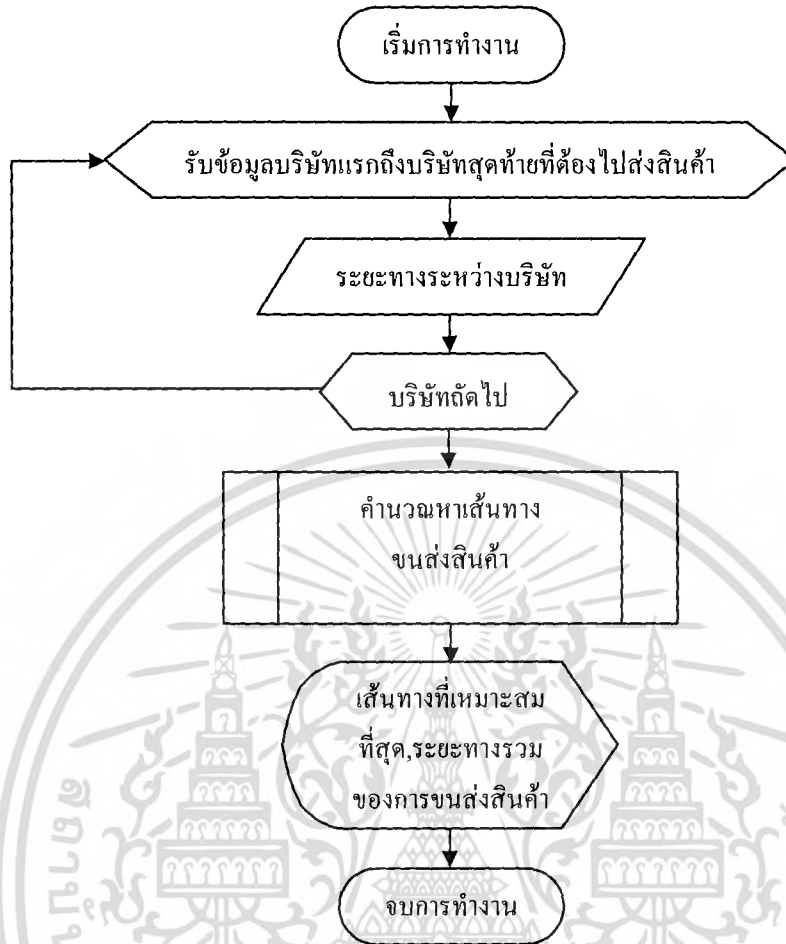 เริ่มการทำงาน
รับข้อมูลบริษัทแรกถึงบริษัทสุดท้ายที่ต้องไปส่งสินค้า
ระยะทางระหว่างบริษัท
บริษัทถัดไป
คำนวณหาเส้นทาง
ขนส่งสินค้า
เส้นทางที่เหมาะสม
ที่สุด,ระยะทางรวม
ของการขนส่งสินค้า
จบการทำงาน